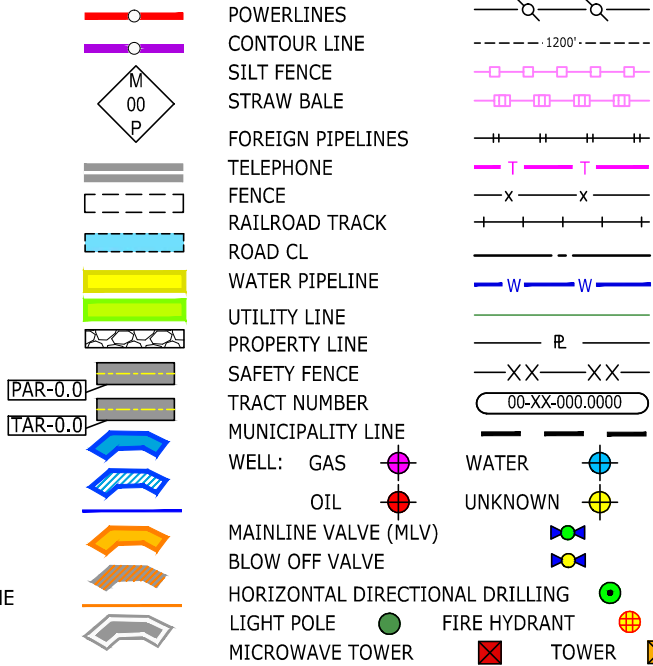 POWERLINES
CONTOUR LINE 1200'
SILT FENCE
M
00
P
STRAW BALE
FOREIGN PIPELINES
TELEPHONE T T
FENCE x x
RAILROAD TRACK
ROAD CL
WATER PIPELINE W W
UTILITY LINE
PROPERTY LINE ⅊
SAFETY FENCE XX XX
PAR-0.0
TRACT NUMBER 00-XX-000.0000
TAR-0.0
MUNICIPALITY LINE
WELL: GAS WATER
OIL UNKNOWN
MAINLINE VALVE (MLV)
BLOW OFF VALVE
HORIZONTAL DIRECTIONAL DRILLING
LIGHT POLE FIRE HYDRANT
MICROWAVE TOWER TOWER